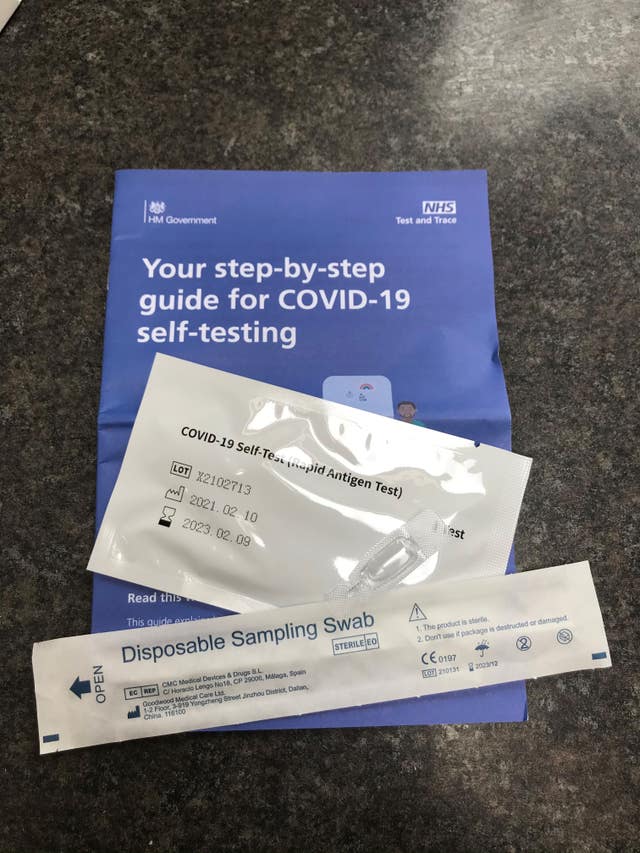 HM Government
NHS
Test and Trace
Your step-by-step
guide for COVID-19
self-testing
COVID-19 Self-Test (Rapid Antigen Test)
LOT X2102713
2021.02.10
2023.02.09
Test
Read this
This guide explains
OPEN
Disposable Sampling Swab
STERILE EO
EC REP CMC Medical Devices & Drugs S.L.
C/ Horacio Lengo No18, CP 29006, Málaga, Spain
Goodwood Medical Care Ltd.
1-2 Floor, 3-919 Yongzheng Street Jinzhou District, Dalian,
China. 116100
1. The product is sterile.
2. Don't use if package is destructed or damaged.
CE 0197
LOT 210131 2023/12